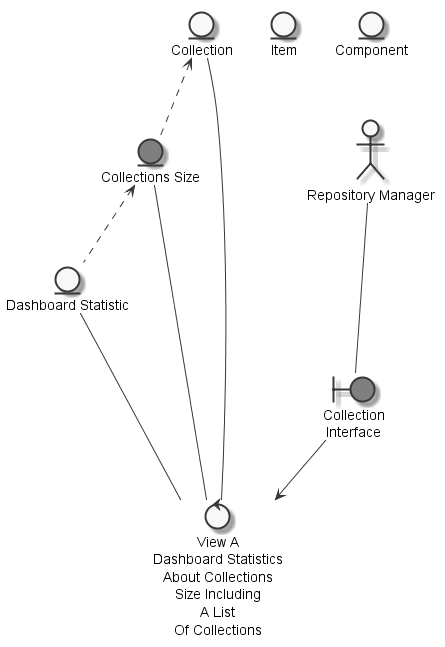 Collection
Item
Component
Collections Size
Repository Manager
Dashboard Statistic
Collection
Interface
View A
Dashboard Statistics
About Collections
Size Including
A List
Of Collections